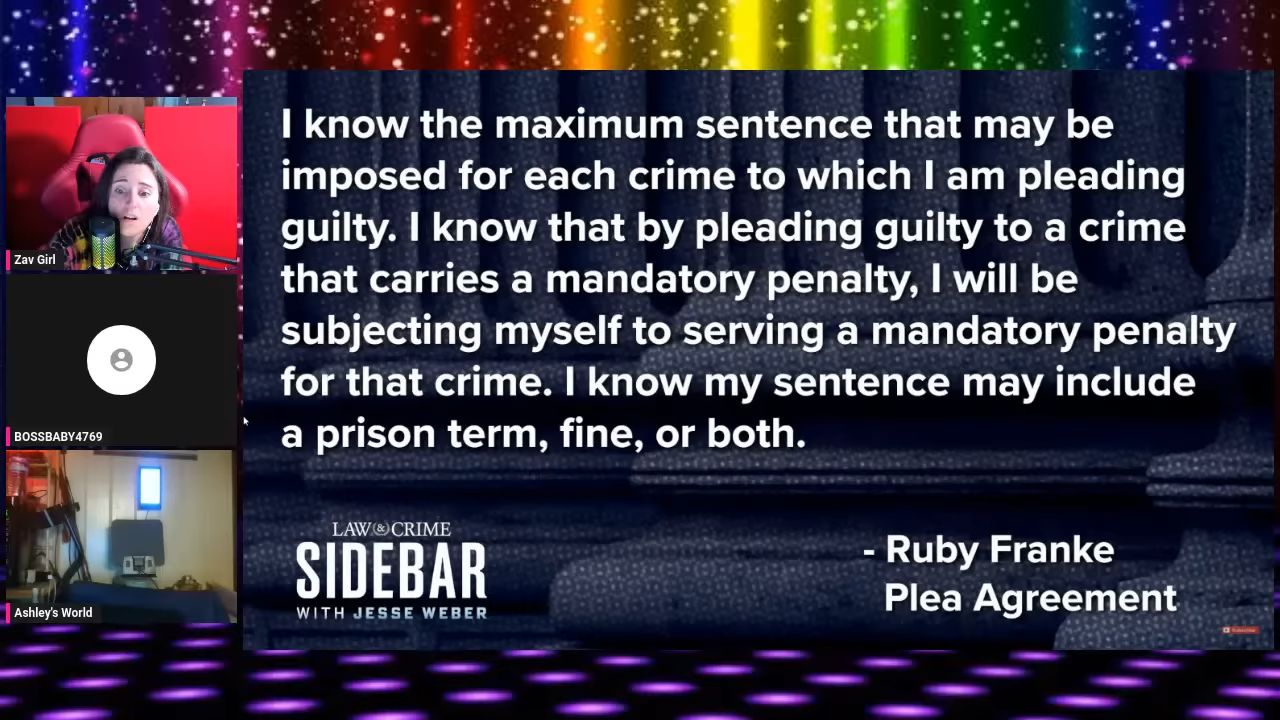 I know the maximum sentence that may be
imposed for each crime to which I am pleading
guilty. I know that by pleading guilty to a crime
that carries a mandatory penalty, I will be
subjecting myself to serving a mandatory penalty
for that crime. I know my sentence may include
a prison term, fine, or both.
- Ruby Franke
Plea Agreement
LAW & CRIME
SIDEBAR
WITH JESSE WEBER
Subscribe
Zav Girl
BOSSBABY4769
Ashley's World